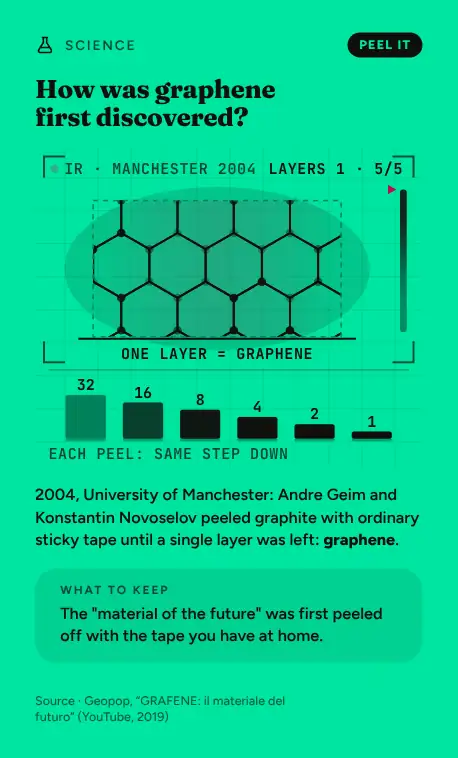 SCIENCE
PEEL IT
How was graphene
first discovered?
IR · MANCHESTER 2004 LAYERS 1 · 5/5
ONE LAYER = GRAPHENE
32
16
8
4
2
1
EACH PEEL: SAME STEP DOWN
2004, University of Manchester: Andre Geim and
Konstantin Novoselov peeled graphite with ordinary
sticky tape until a single layer was left: graphene.
WHAT TO KEEP
The "material of the future" was first peeled
off with the tape you have at home.
Source · Geopop, “GRAFENE: il materiale del
futuro” (YouTube, 2019)